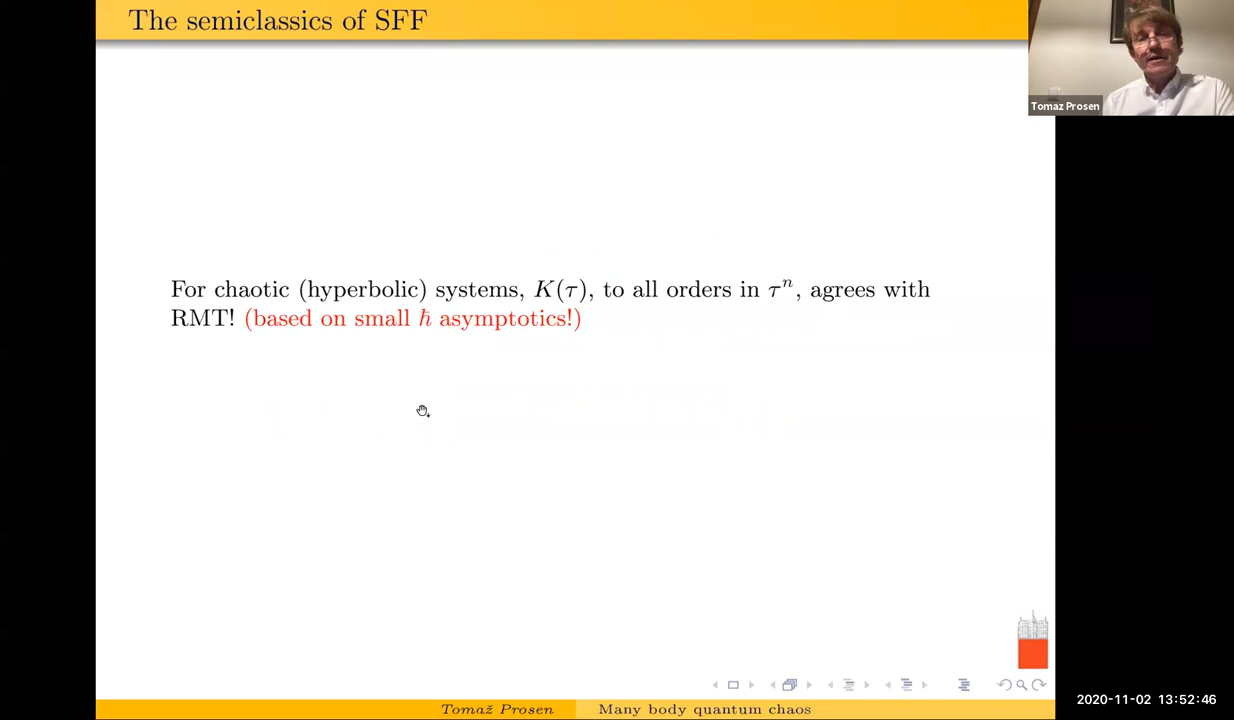 The semiclassics of SFF
Tomaz Prosen
For chaotic (hyperbolic) systems, K(τ), to all orders in τⁿ, agrees with
RMT! (based on small ℏ asymptotics!)
Tomaž Prosen
Many body quantum chaos
2020-11-02 13:52:46